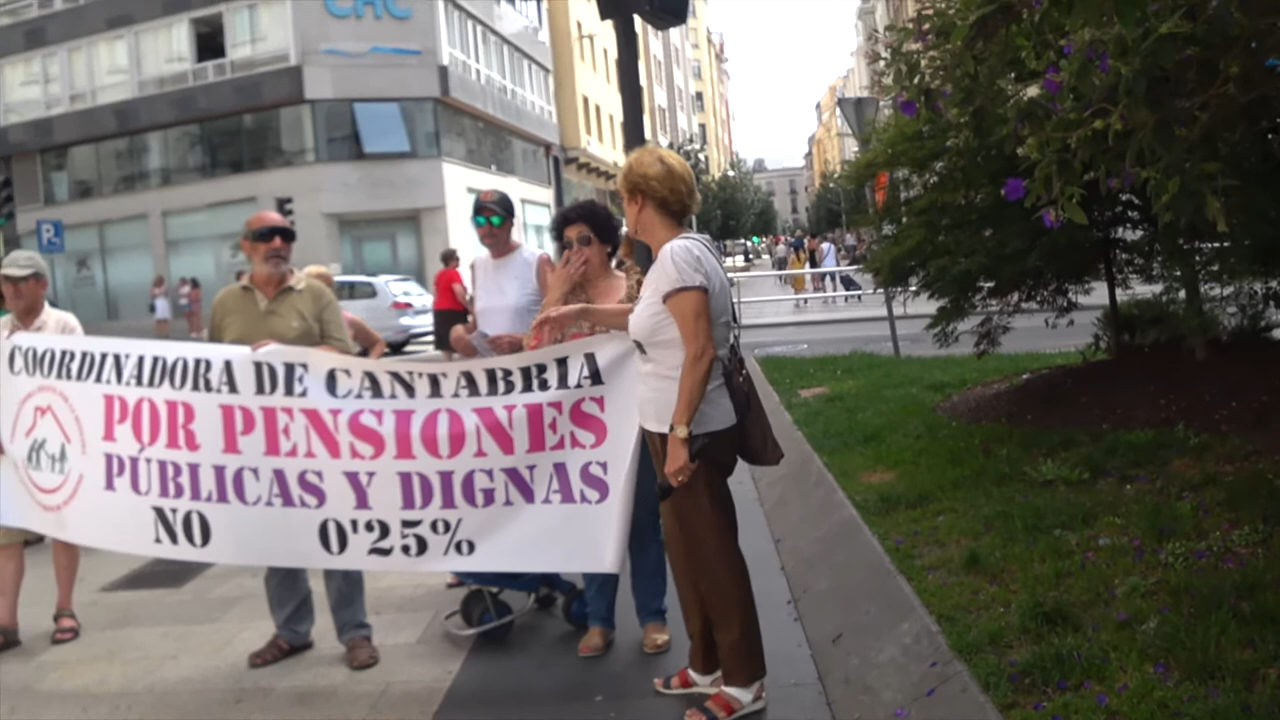 COORDINADORA DE CANTABRIA
POR PENSIONES
PÚBLICAS Y DIGNAS
NO 0'25%
P